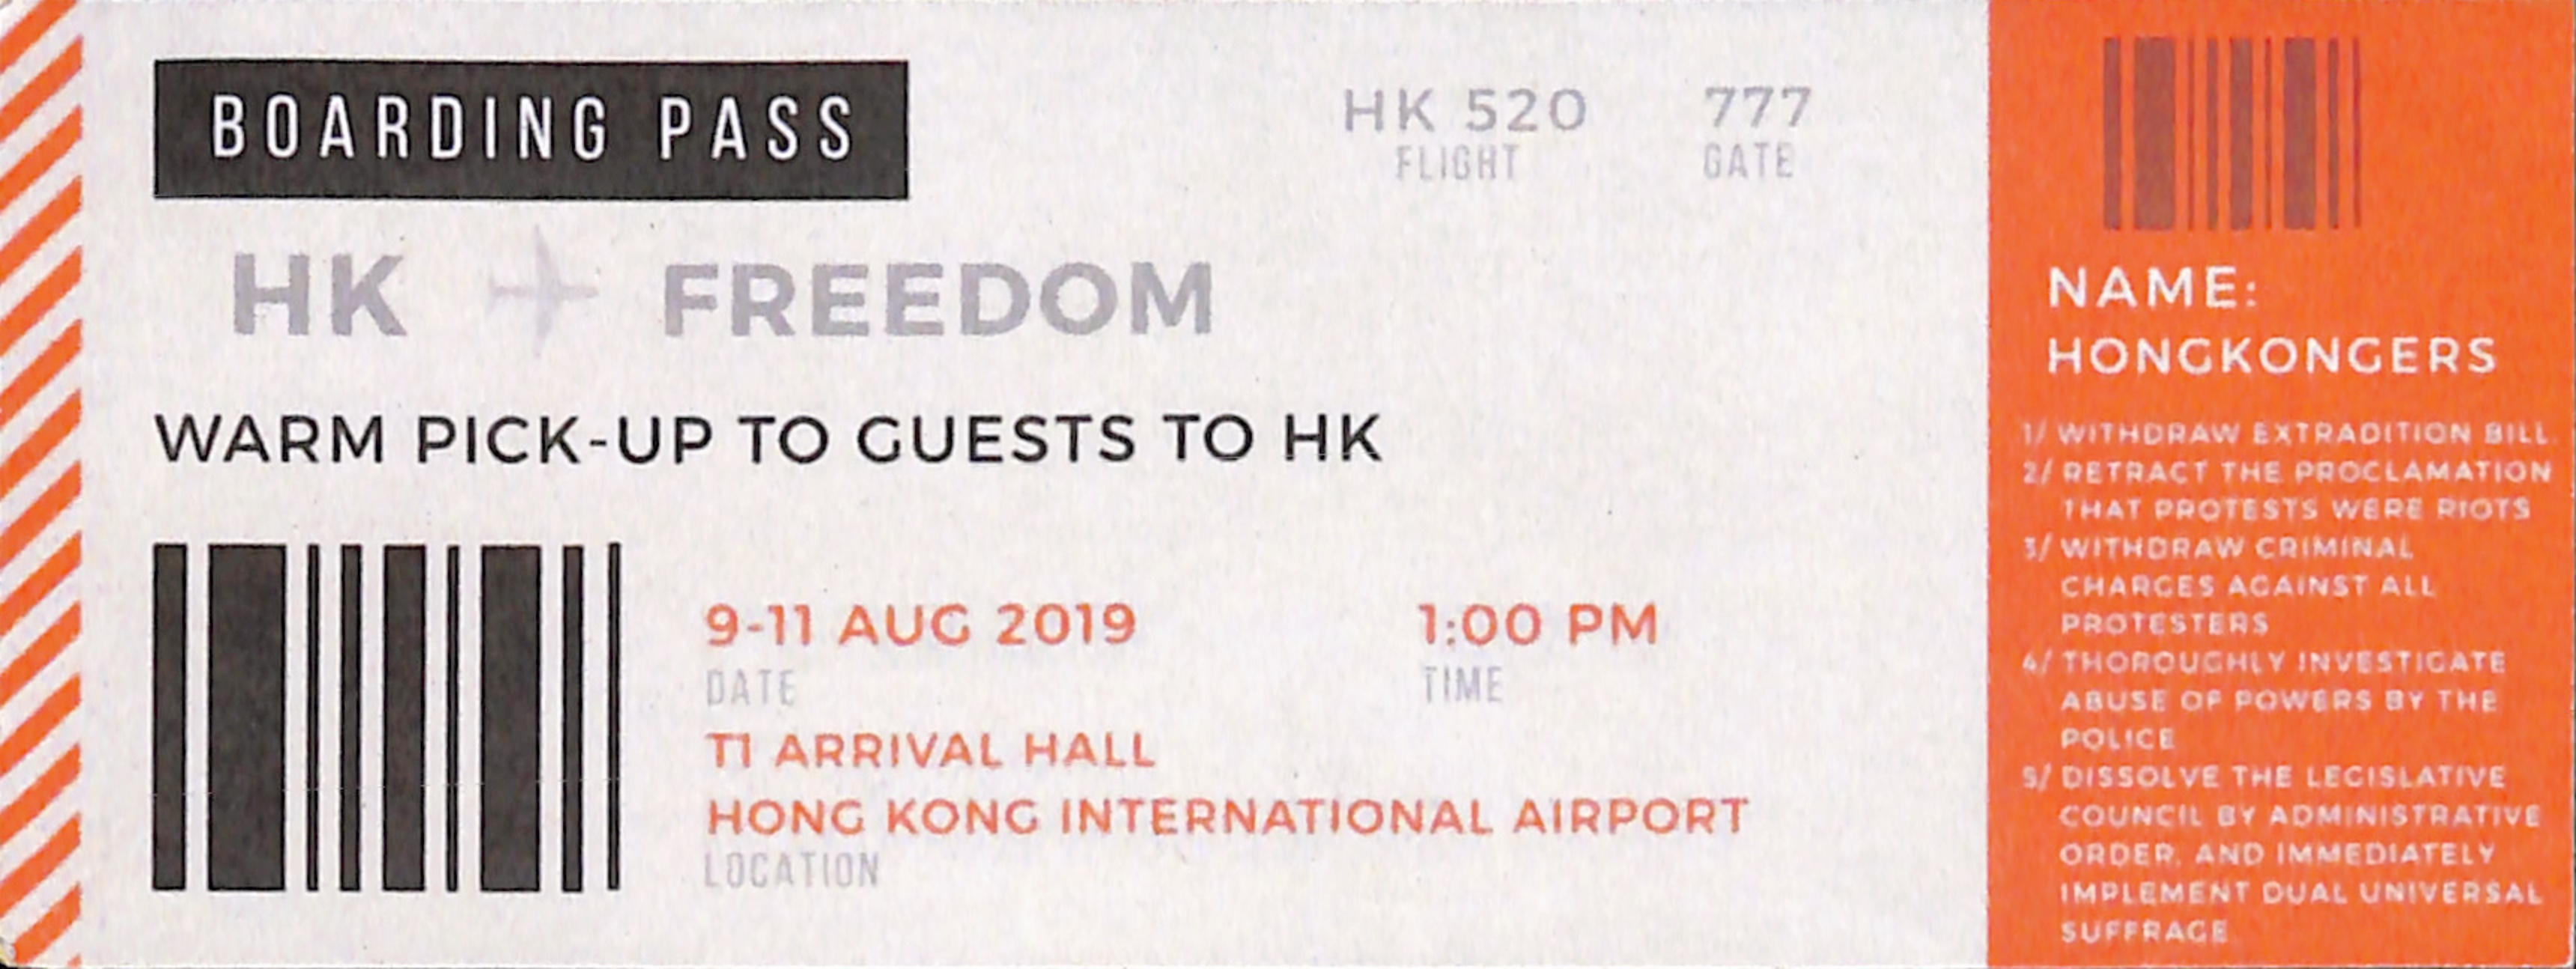 BOARDING PASS
HK 520 777
FLIGHT GATE
HK FREEDOM
WARM PICK-UP TO GUESTS TO HK
9-11 AUG 2019 1:00 PM
DATE TIME
T1 ARRIVAL HALL
HONG KONG INTERNATIONAL AIRPORT
LOCATION
NAME:
HONGKONGERS
1/ WITHDRAW EXTRADITION BILL.
2/ RETRACT THE PROCLAMATION
THAT PROTESTS WERE RIOTS
3/ WITHDRAW CRIMINAL
CHARGES AGAINST ALL
PROTESTERS
4/ THOROUGHLY INVESTIGATE
ABUSE OF POWERS BY THE
POLICE
5/ DISSOLVE THE LEGISLATIVE
COUNCIL BY ADMINISTRATIVE
ORDER, AND IMMEDIATELY
IMPLEMENT DUAL UNIVERSAL
SUFFRAGE